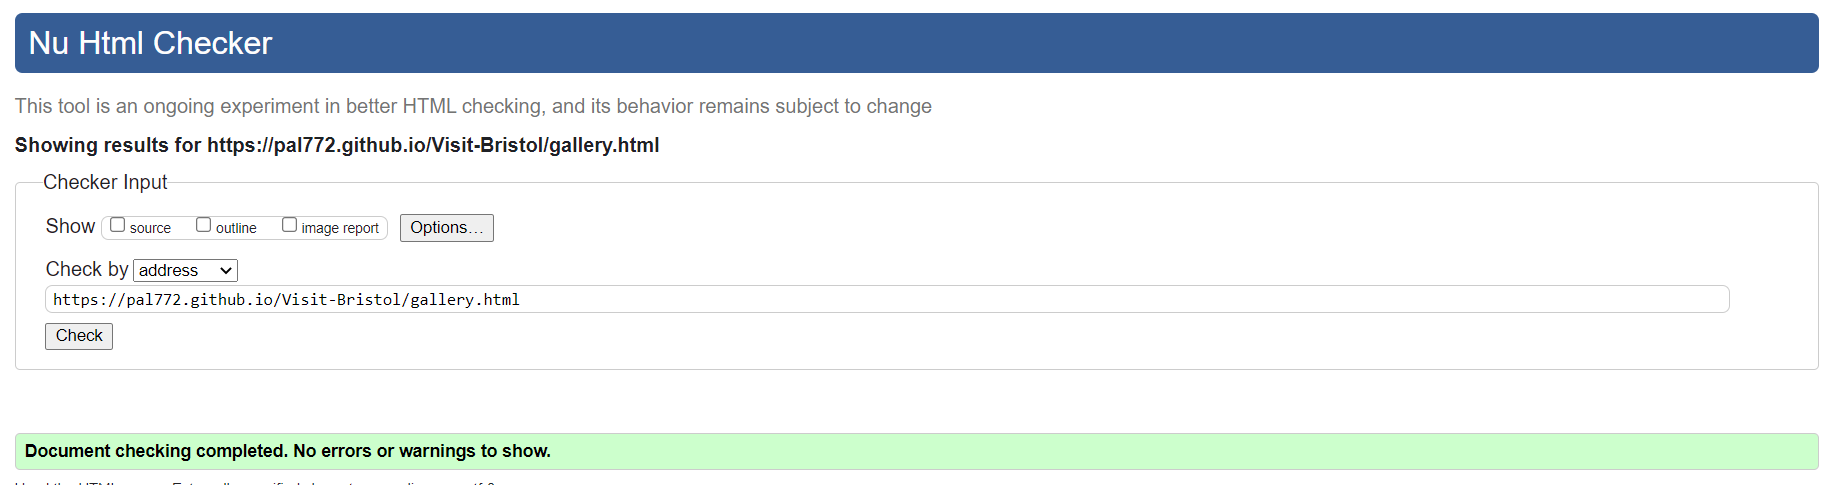 Nu Html Checker
This tool is an ongoing experiment in better HTML checking, and its behavior remains subject to change
Showing results for https://pal772.github.io/Visit-Bristol/gallery.html
Checker Input
Show source outline image report Options...
Check by address
https://pal772.github.io/Visit-Bristol/gallery.html
Check
Document checking completed. No errors or warnings to show.